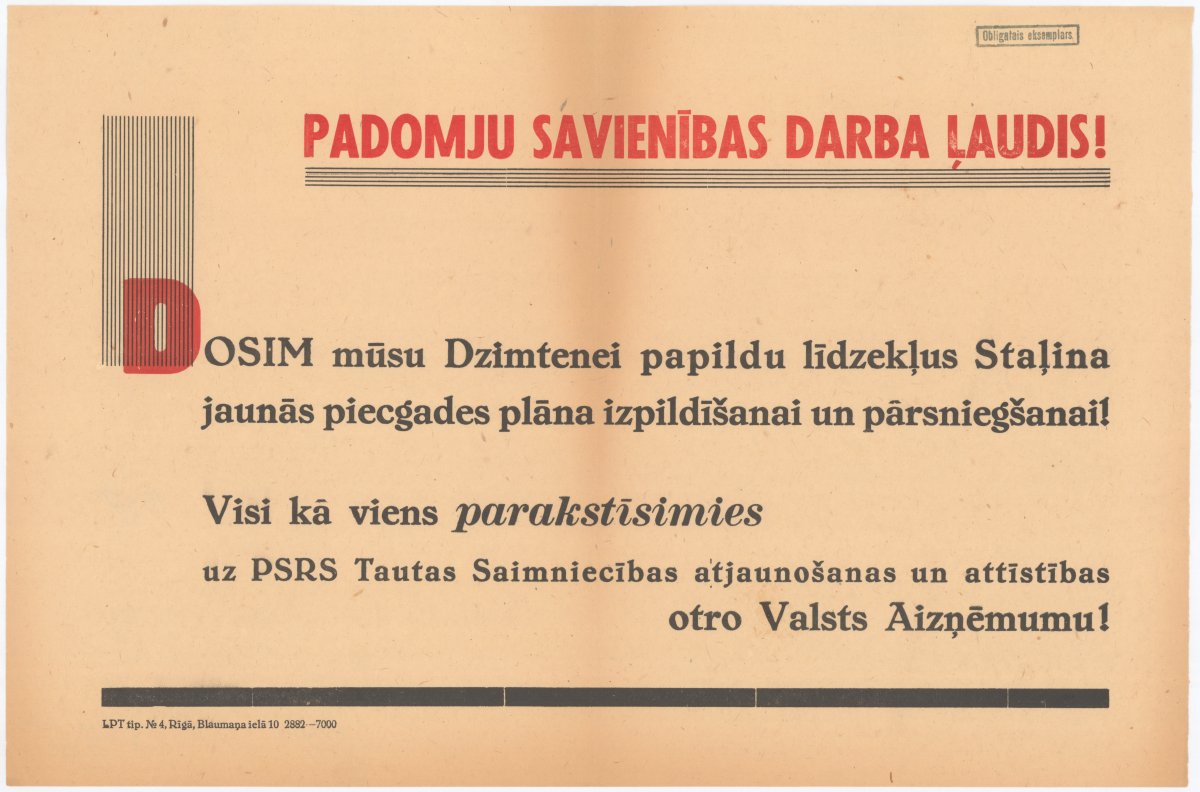 Obligatais eksemplars.
PADOMJU SAVIENĪBAS DARBA ĻAUDIS!
DOSIM mūsu Dzimtenei papildu līdzekļus Staļina
jaunās piecgades plāna izpildīšanai un pārsniegšanai!
Visi kā viens parakstīsimies
uz PSRS Tautas Saimniecības atjaunošanas un attīstības
otro Valsts Aizņēmumu!
LPT tip. № 4, Rīgā, Blaumaņa ielā 10 2882—7000